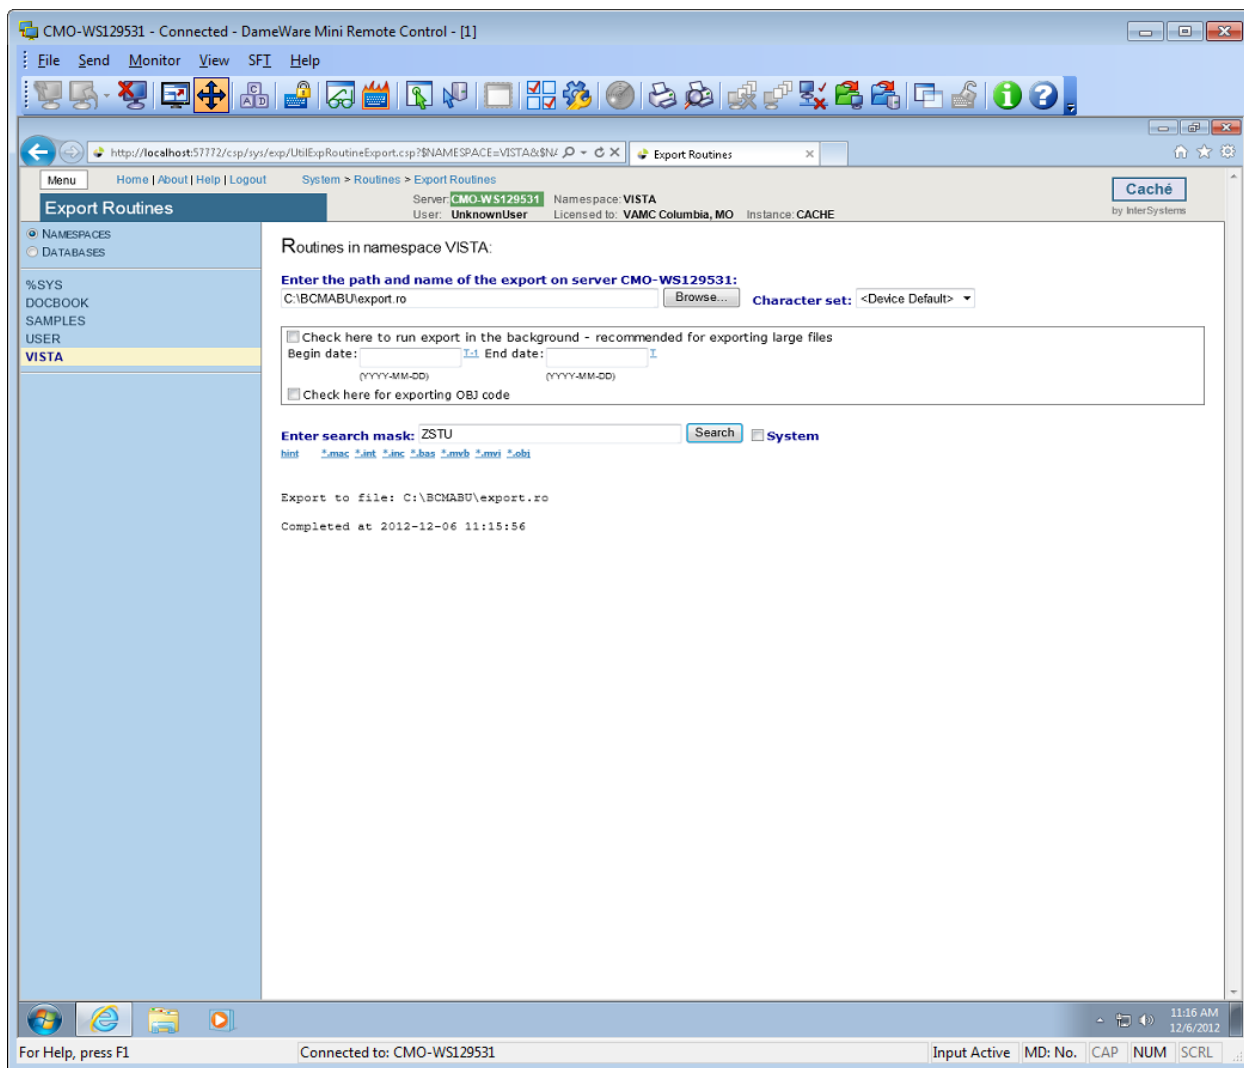 CMO-WS129531 - Connected - DameWare Mini Remote Control - [1]
File Send Monitor View SFT Help
http://localhost:57772/csp/sys/exp/UtilExpRoutineExport.csp?$NAMESPACE=VISTA&$N
Export Routines
Menu Home | About | Help | Logout System > Routines > Export Routines
Export Routines
Server: CMO-WS129531 Namespace: VISTA
User: UnknownUser Licensed to: VAMC Columbia, MO Instance: CACHE
Caché
by InterSystems
NAMESPACES
DATABASES
%SYS
DOCBOOK
SAMPLES
USER
VISTA
Routines in namespace VISTA:
Enter the path and name of the export on server CMO-WS129531:
C:\BCMABU\export.ro Browse... Character set: <Device Default>
Check here to run export in the background - recommended for exporting large files
Begin date: T-1 End date: T
(YYYY-MM-DD) (YYYY-MM-DD)
Check here for exporting OBJ code
Enter search mask: ZSTU Search System
hint *.mac *.int *.inc *.bas *.mvb *.mvi *.obj
Export to file: C:\BCMABU\export.ro
Completed at 2012-12-06 11:15:56
11:16 AM
12/6/2012
For Help, press F1 Connected to: CMO-WS129531 Input Active MD: No. CAP NUM SCRL